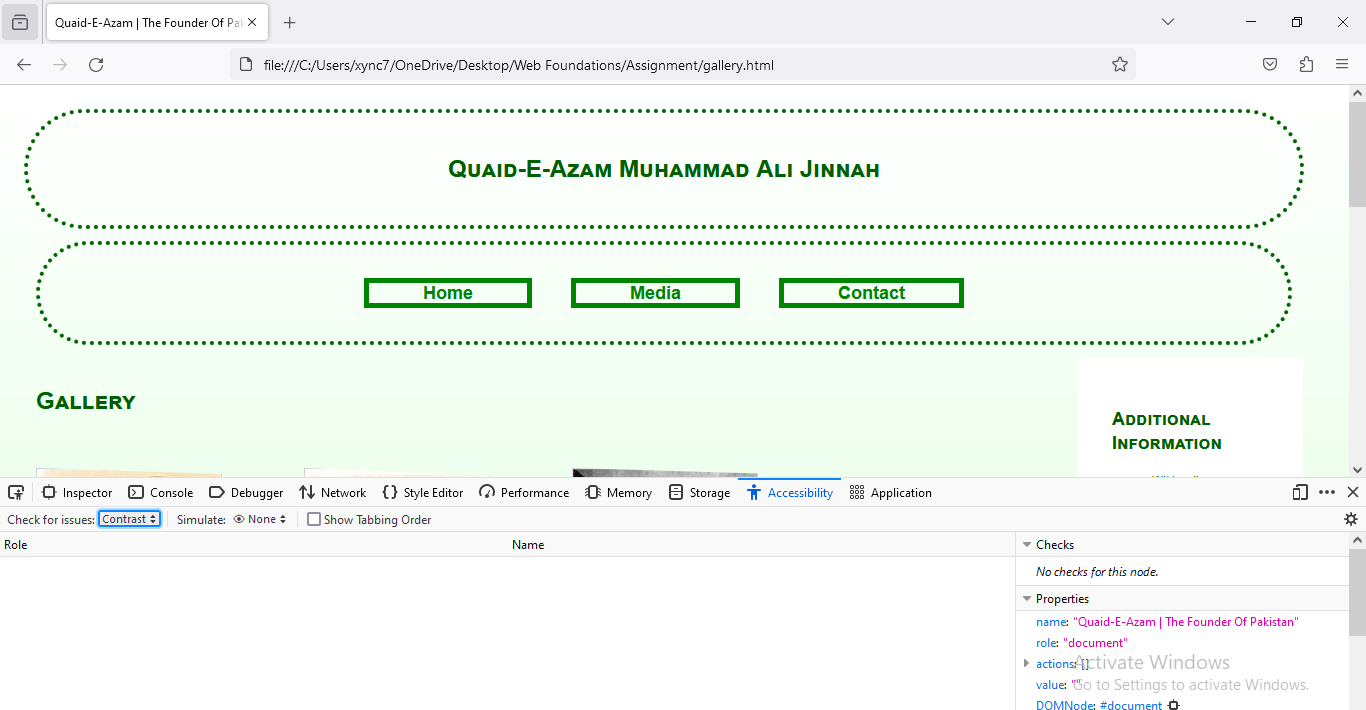 Quaid-E-Azam | The Founder Of Pak
file:///C:/Users/xync7/OneDrive/Desktop/Web Foundations/Assignment/gallery.html
Quaid-E-Azam Muhammad Ali Jinnah
Home Media Contact
Gallery
Additional
Information
Inspector Console Debugger Network Style Editor Performance Memory Storage Accessibility Application
Check for issues: Contrast Simulate: None Show Tabbing Order
Role Name
Checks
No checks for this node.
Properties
name: "Quaid-E-Azam | The Founder Of Pakistan"
role: "document"
actions: []
Activate Windows
value: ""
Go to Settings to activate Windows.
DOMNode: #document